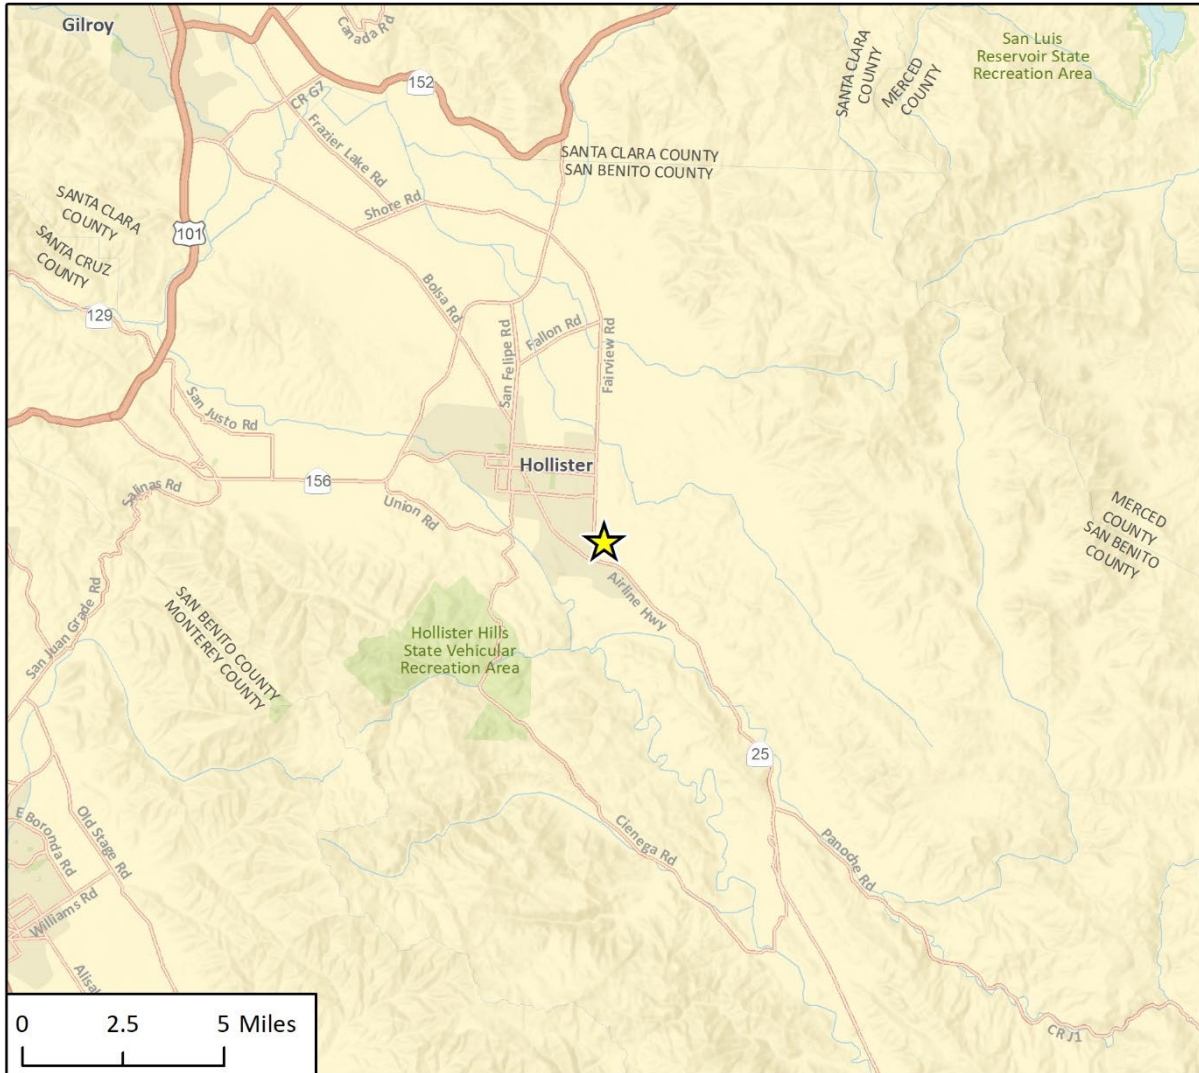 Gilroy
Canada Rd
San Luis
Reservoir State
Recreation Area
152
CR G7
SANTA CLARA
COUNTY
MERCED
COUNTY
Frazier Lake Rd
SANTA CLARA COUNTY
SAN BENITO COUNTY
Shore Rd
SANTA CLARA
COUNTY
SANTA CRUZ
COUNTY
101
129
Bolsa Rd
San Felipe Rd
Fallon Rd
Fairview Rd
San Justo Rd
Hollister
156
Salinas Rd
Union Rd
MERCED
COUNTY
SAN BENITO
COUNTY
Airline Hwy
San Juan Grade Rd
SAN BENITO COUNTY
MONTEREY COUNTY
Hollister Hills
State Vehicular
Recreation Area
25
E Boronda Rd
Old Stage Rd
Cienega Rd
Panoche Rd
Williams Rd
Alisal
CR J1
0 2.5 5 Miles